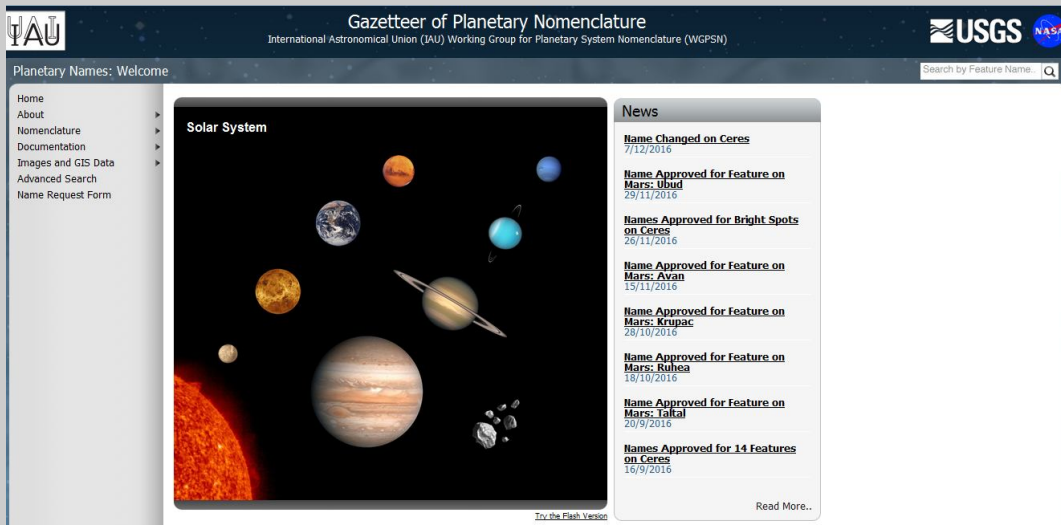 IAU
Gazetteer of Planetary Nomenclature
International Astronomical Union (IAU) Working Group for Planetary System Nomenclature (WGPSN)
USGS
NASA
Planetary Names: Welcome
Search by Feature Name..
Home
About
Nomenclature
Documentation
Images and GIS Data
Advanced Search
Name Request Form
Solar System
Try the Flash Version
News
Name Changed on Ceres
7/12/2016
Name Approved for Feature on
Mars: Ubud
29/11/2016
Names Approved for Bright Spots
on Ceres
26/11/2016
Name Approved for Feature on
Mars: Avan
15/11/2016
Name Approved for Feature on
Mars: Krupac
28/10/2016
Name Approved for Feature on
Mars: Ruhea
18/10/2016
Name Approved for Feature on
Mars: Taltal
20/9/2016
Names Approved for 14 Features
on Ceres
16/9/2016
Read More..